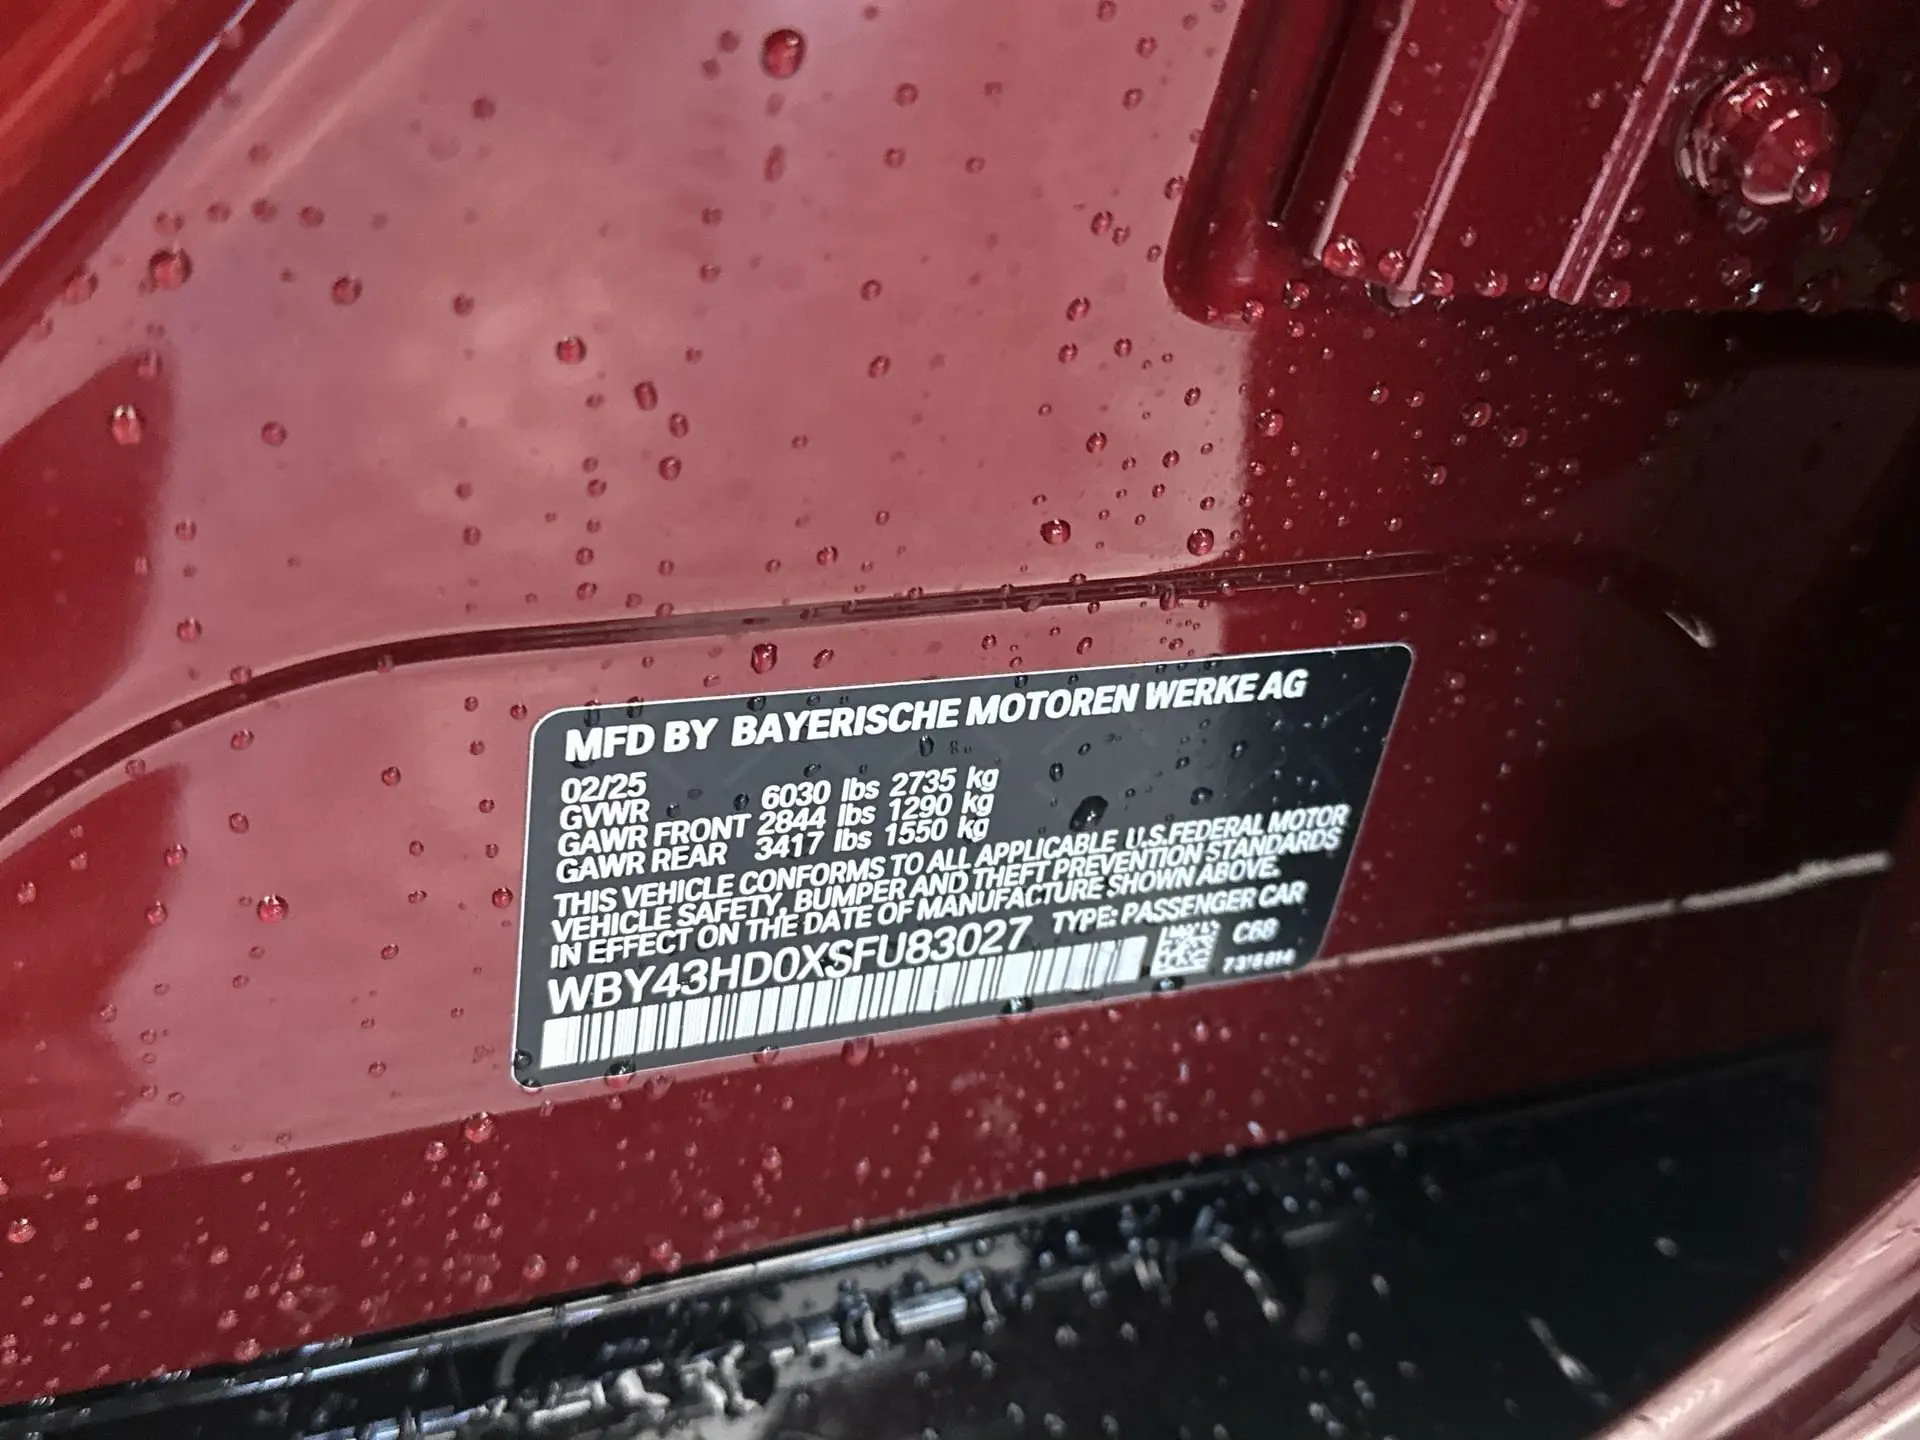 MFD BY BAYERISCHE MOTOREN WERKE AG
02/25
GVWR 6030 lbs 2735 kg
GAWR FRONT 2844 lbs 1290 kg
GAWR REAR 3417 lbs 1550 kg
THIS VEHICLE CONFORMS TO ALL APPLICABLE U.S.FEDERAL MOTOR
VEHICLE SAFETY, BUMPER AND THEFT PREVENTION STANDARDS
IN EFFECT ON THE DATE OF MANUFACTURE SHOWN ABOVE.
WBY43HD0XSFU83027 TYPE: PASSENGER CAR
C68